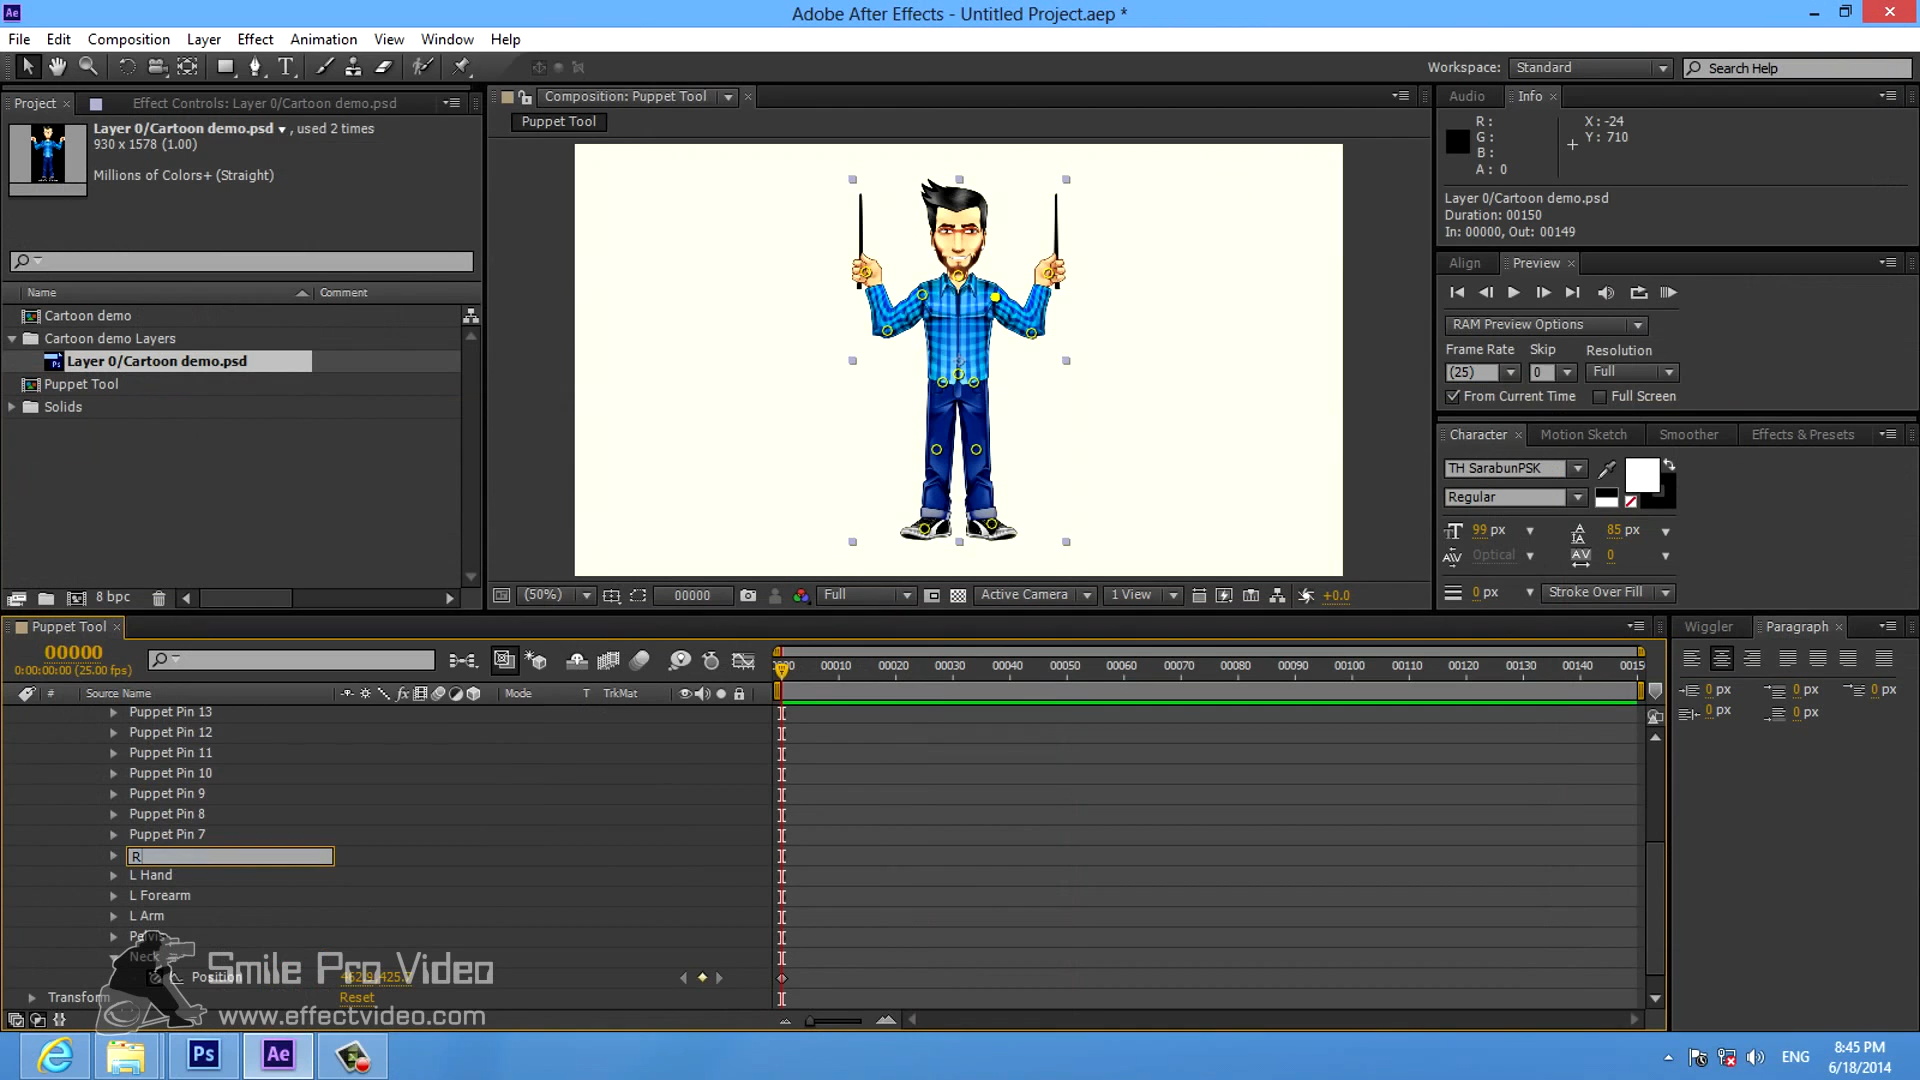 Adobe After Effects - Untitled Project.aep *
File Edit Composition Layer Effect Animation View Window Help
Workspace: Standard Search Help
Project Effect Controls: Layer 0/Cartoon demo.psd
Layer 0/Cartoon demo.psd , used 2 times
930 x 1578 (1.00)
Millions of Colors+ (Straight)
Name Comment
Cartoon demo
Cartoon demo Layers
Layer 0/Cartoon demo.psd
Puppet Tool
Solids
8 bpc
Composition: Puppet Tool
Puppet Tool
(50%) 00000 Full Active Camera 1 View +0.0
Audio Info
R :
G :
B :
A : 0
X : -24
Y : 710
Layer 0/Cartoon demo.psd
Duration: 00150
In: 00000, Out: 00149
Align Preview
RAM Preview Options
Frame Rate Skip Resolution
(25) 0 Full
From Current Time Full Screen
Character Motion Sketch Smoother Effects & Presets
TH SarabunPSK
Regular
99 px 85 px
Optical 0
0 px Stroke Over Fill
Puppet Tool
00000
0:00:00:00 (25.00 fps)
# Source Name Mode T TrkMat
00010 00020 00030 00040 00050 00060 00070 00080 00090 00100 00110 00120 00130 00140
Puppet Pin 13
Puppet Pin 12
Puppet Pin 11
Puppet Pin 10
Puppet Pin 9
Puppet Pin 8
Puppet Pin 7
R
L Hand
L Forearm
L Arm
Pelvis
Neck
Position
Transform Reset
Smile Pro Video
www.effectvideo.com
Wiggler Paragraph
0 px 0 px 0 px
0 px 0 px
Ps Ae
ENG
8:45 PM
6/18/2014